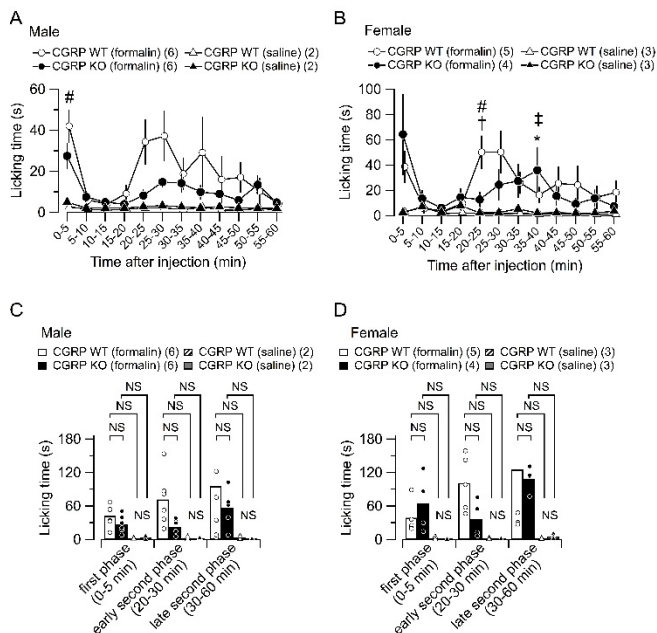 A
Male
CGRP WT (formalin) (6) CGRP WT (saline) (2)
CGRP KO (formalin) (6) CGRP KO (saline) (2)
60
40
20
0
Licking time (s)
#
0-5
5-10
10-15
15-20
20-25
25-30
30-35
35-40
40-45
45-50
50-55
55-60
Time after injection (min)
B
Female
CGRP WT (formalin) (5) CGRP WT (saline) (3)
CGRP KO (formalin) (4) CGRP KO (saline) (3)
100
80
60
40
20
0
Licking time (s)
#
†
‡
*
0-5
5-10
10-15
15-20
20-25
25-30
30-35
35-40
40-45
45-50
50-55
55-60
Time after injection (min)
C
Male
CGRP WT (formalin) (6) CGRP WT (saline) (2)
CGRP KO (formalin) (6) CGRP KO (saline) (2)
NS NS NS
NS NS NS
NS NS NS
NS NS NS
180
120
60
0
Licking time (s)
first phase
(0-5 min)
early second phase
(20-30 min)
late second phase
(30-60 min)
D
Female
CGRP WT (formalin) (5) CGRP WT (saline) (3)
CGRP KO (formalin) (4) CGRP KO (saline) (3)
NS NS NS
NS NS NS
NS NS NS
NS NS NS
180
120
60
0
Licking time (s)
first phase
(0-5 min)
early second phase
(20-30 min)
late second phase
(30-60 min)